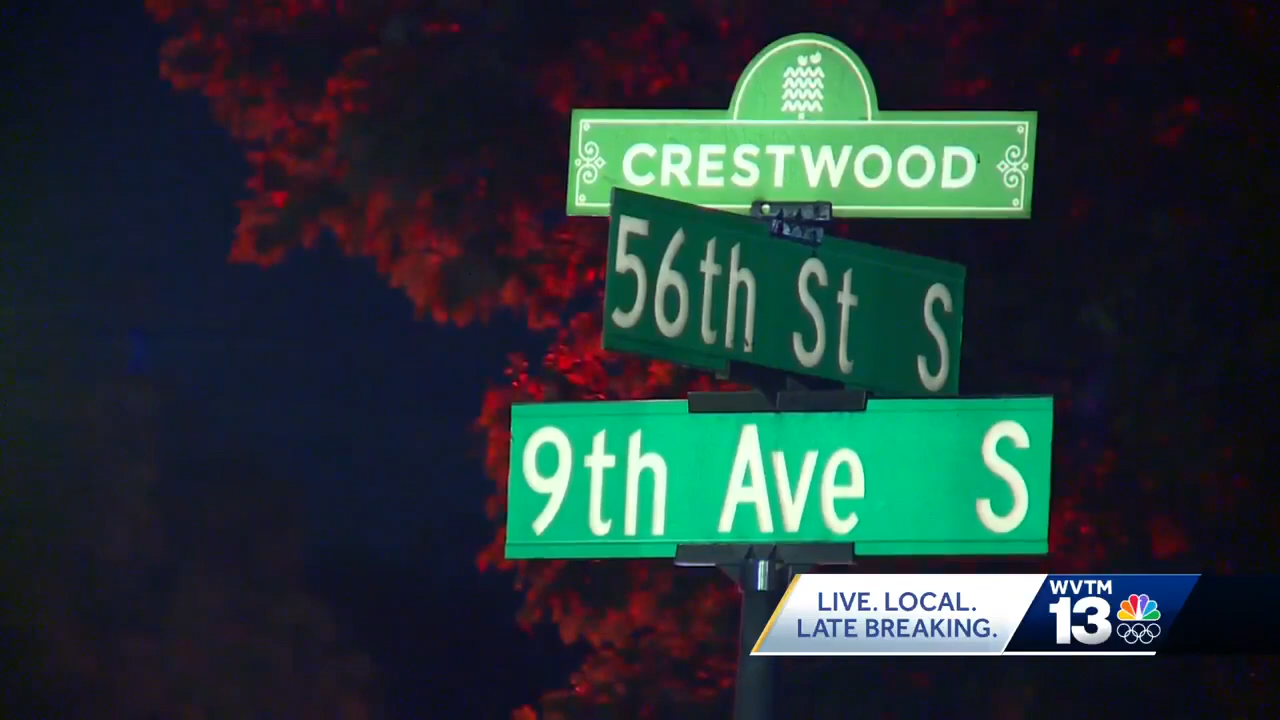 CRESTWOOD
56th St S
9th Ave S
LIVE. LOCAL.
LATE BREAKING.
WVTM
13